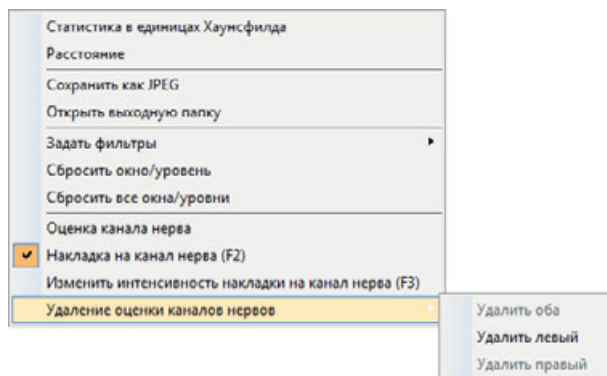 Статистика в единицах Хаунсфилда
Расстояние
Сохранить как JPEG
Открыть выходную папку
Задать фильтры
Сбросить окно/уровень
Сбросить все окна/уровни
Оценка канала нерва
Накладка на канал нерва (F2)
Изменить интенсивность накладки на канал нерва (F3)
Удаление оценки каналов нервов
Удалить оба
Удалить левый
Удалить правый